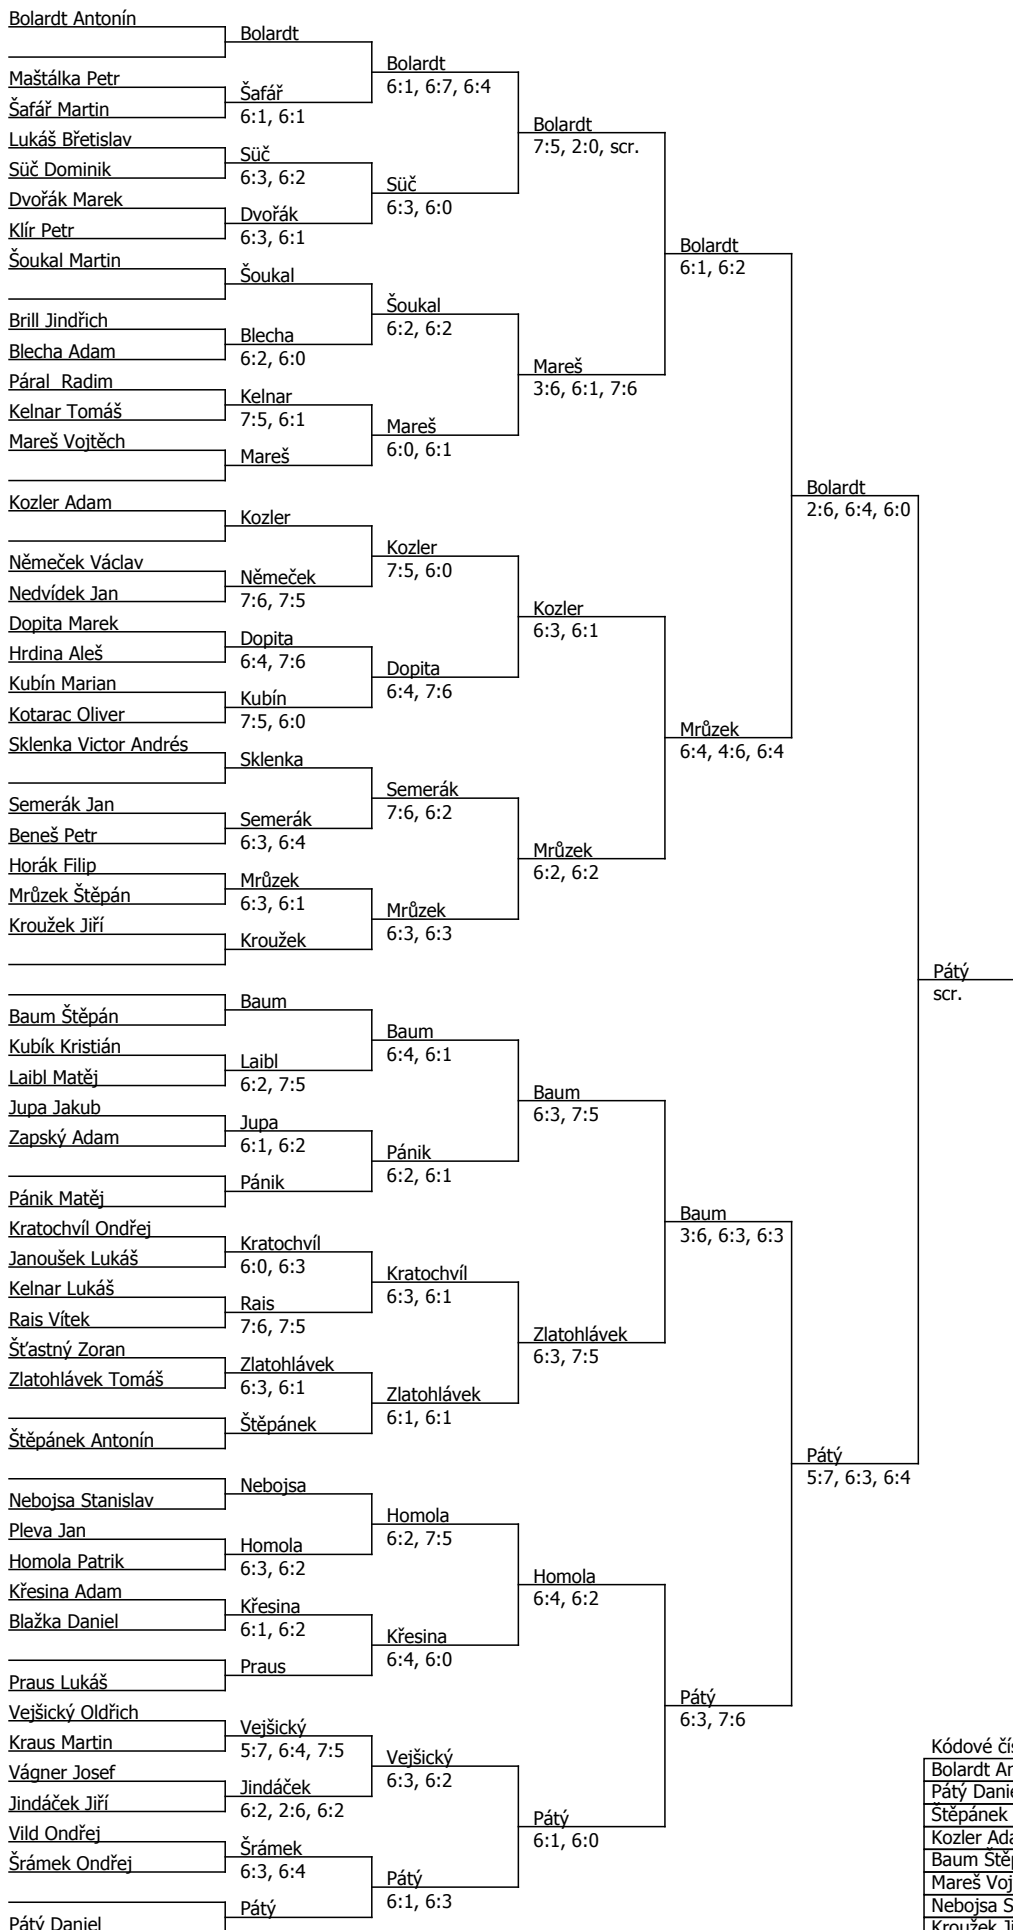 Bolardt Antonín
Maštálka Petr
Šafář Martin
Lukáš Břetislav
Süč Dominik
Dvořák Marek
Klír Petr
Šoukal Martin
Brill Jindřich
Blecha Adam
Páral  Radim
Kelnar Tomáš
Mareš Vojtěch
Kozler Adam
Němeček Václav
Nedvídek Jan
Dopita Marek
Hrdina Aleš
Kubín Marian
Kotarac Oliver
Sklenka Victor Andrés
Semerák Jan
Beneš Petr
Horák Filip
Mrůzek Štěpán
Kroužek Jiří
Baum Štěpán
Kubík Kristián
Laibl Matěj
Jupa Jakub
Zapský Adam
Pánik Matěj
Kratochvíl Ondřej
Janoušek Lukáš
Kelnar Lukáš
Rais Vítek
Šťastný Zoran
Zlatohlávek Tomáš
Štěpánek Antonín
Nebojsa Stanislav
Pleva Jan
Homola Patrik
Křesina Adam
Blažka Daniel
Praus Lukáš
Vejšický Oldřich
Kraus Martin
Vágner Josef
Jindáček Jiří
Vild Ondřej
Šrámek Ondřej
Pátý Daniel
Bolardt
Šafář
6:1, 6:1
Süč
6:3, 6:2
Dvořák
6:3, 6:1
Šoukal
Blecha
6:2, 6:0
Kelnar
7:5, 6:1
Mareš
Kozler
Němeček
7:6, 7:5
Dopita
6:4, 7:6
Kubín
7:5, 6:0
Sklenka
Semerák
6:3, 6:4
Mrůzek
6:3, 6:1
Kroužek
Baum
Laibl
6:2, 7:5
Jupa
6:1, 6:2
Pánik
Kratochvíl
6:0, 6:3
Rais
7:6, 7:5
Zlatohlávek
6:3, 6:1
Štěpánek
Nebojsa
Homola
6:3, 6:2
Křesina
6:1, 6:2
Praus
Vejšický
5:7, 6:4, 7:5
Jindáček
6:2, 2:6, 6:2
Šrámek
6:3, 6:4
Pátý
Bolardt
6:1, 6:7, 6:4
Süč
6:3, 6:0
Šoukal
6:2, 6:2
Mareš
6:0, 6:1
Kozler
7:5, 6:0
Dopita
6:4, 7:6
Semerák
7:6, 6:2
Mrůzek
6:3, 6:3
Baum
6:4, 6:1
Pánik
6:2, 6:1
Kratochvíl
6:3, 6:1
Zlatohlávek
6:1, 6:1
Homola
6:2, 7:5
Křesina
6:4, 6:0
Vejšický
6:3, 6:2
Pátý
6:1, 6:3
Bolardt
7:5, 2:0, scr.
Mareš
3:6, 6:1, 7:6
Kozler
6:3, 6:1
Mrůzek
6:2, 6:2
Baum
6:3, 7:5
Zlatohlávek
6:3, 7:5
Homola
6:4, 6:2
Pátý
6:1, 6:0
Bolardt
6:1, 6:2
Mrůzek
6:4, 4:6, 6:4
Baum
3:6, 6:3, 6:3
Pátý
6:3, 7:6
Bolardt
2:6, 6:4, 6:0
Pátý
5:7, 6:3, 6:4
Pátý
scr.
Kódové čí
Bolardt An
Pátý Danie
Štěpánek
Kozler Ada
Baum Štěp
Mareš Voj
Nebojsa S
Kroužek Ji